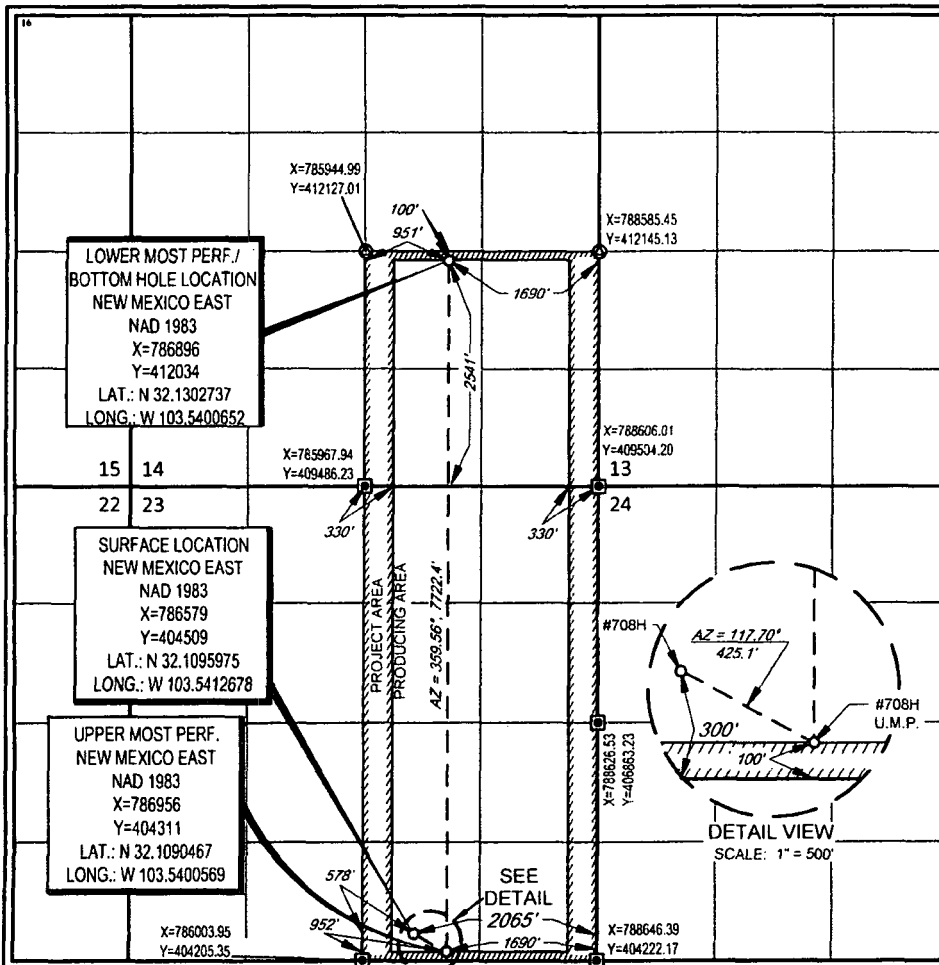 16
X=785944.99
Y=412127.01
100'
951'
X=788585.45
Y=412145.13
1690'
LOWER MOST PERF./
BOTTOM HOLE LOCATION
NEW MEXICO EAST
NAD 1983
X=786896
Y=412034
LAT.: N 32.1302737
LONG.: W 103.5400652
2541'
X=785967.94
Y=409486.23
X=788606.01
Y=409504.20
15 14
22 23
13
24
330'
330'
SURFACE LOCATION
NEW MEXICO EAST
NAD 1983
X=786579
Y=404509
LAT.: N 32.1095975
LONG.: W 103.5412678
PROJECT AREA
PRODUCING AREA
AZ = 359.56°, 7722.4'
#708H
AZ = 117.70°
425.1'
#708H
U.M.P.
300'
100'
X=788626.53
Y=406863.23
DETAIL VIEW
SCALE: 1" = 500'
UPPER MOST PERF.
NEW MEXICO EAST
NAD 1983
X=786956
Y=404311
LAT.: N 32.1090467
LONG.: W 103.5400569
578'
SEE
DETAIL
2065'
952'
1690'
X=786003.95
Y=404205.35
X=788646.39
Y=404222.17